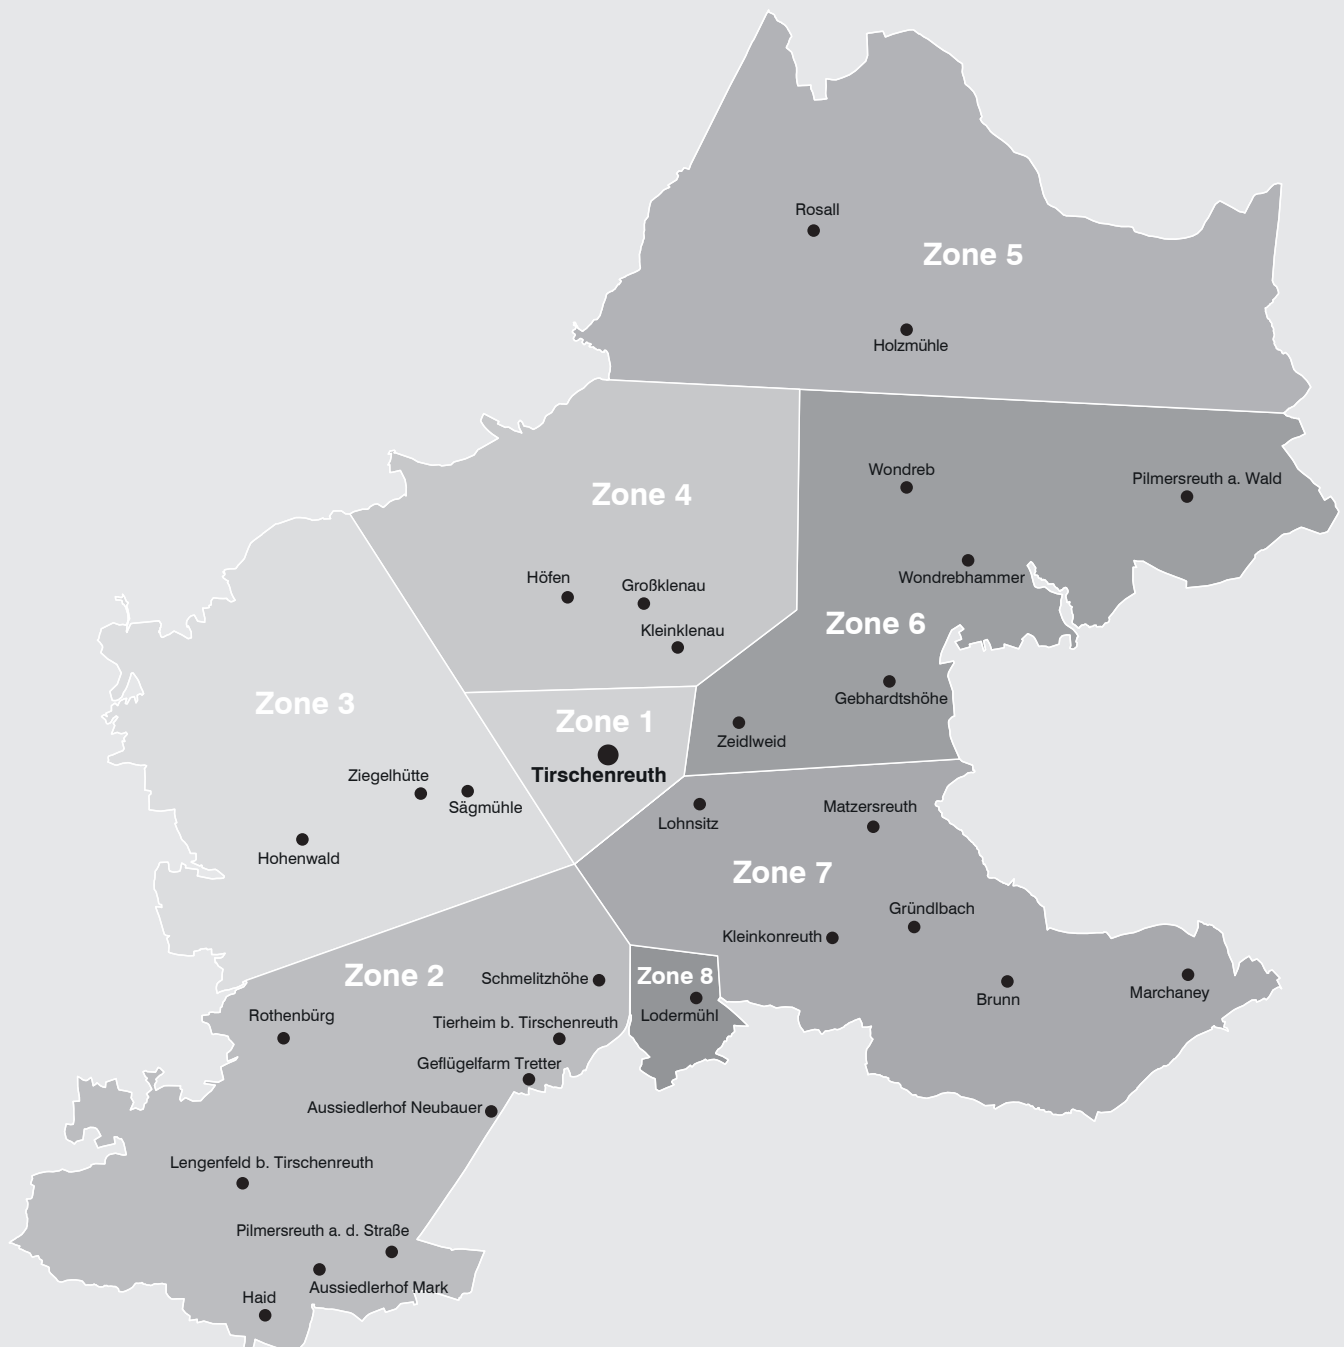 Rosall
Zone 5
Holzmühle
Wondreb
Pilmersreuth a. Wald
Zone 4
Wondrebhammer
Höfen
Großklenau
Kleinklenau
Zone 6
Gebhardtshöhe
Zone 3
Zone 1
Zeidlweid
Tirschenreuth
Ziegelhütte
Sägmühle
Hohenwald
Lohnsitz
Matzersreuth
Zone 7
Gründlbach
Kleinkonreuth
Zone 2
Schmelitzhöhe
Zone 8
Brunn
Marchaney
Rothenbürg
Lodermühl
Tierheim b. Tirschenreuth
Geflügelfarm Tretter
Aussiedlerhof Neubauer
Lengenfeld b. Tirschenreuth
Pilmersreuth a. d. Straße
Aussiedlerhof Mark
Haid